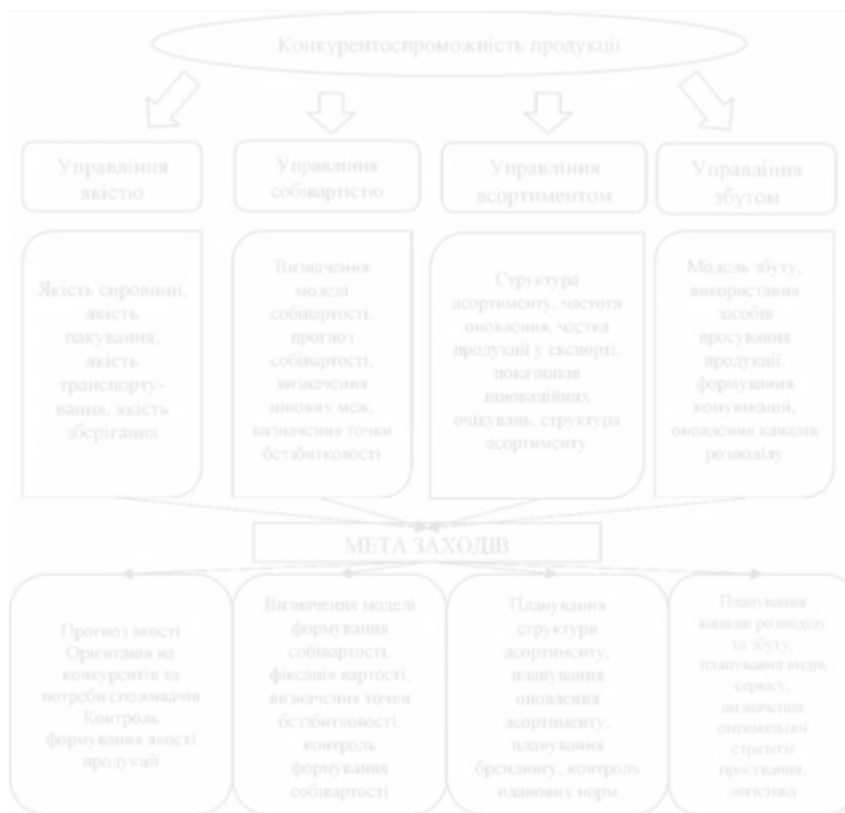 Конкурентоспроможність продукції
Управління
якістю
Управління
собівартістю
Управління
асортиментом
Управління
збутом
Якість сировини,
якість
пакування,
якість
транспорту-
вання, якість
зберігання
Визначення
моделі
собівартості,
прогноз
собівартості,
визначення
цінових меж,
визначення точки
беззбитковості
Структура
асортименту, частота
оновлення, частка
продукції у експорті,
показників
інноваційних
очікувань, структура
асортименту
Модель збуту,
використання
засобів
просування
продукції,
формування
комунікацій,
оновлення каналів
розподілу
МЕТА ЗАХОДІВ
Прогноз якості
Орієнтація на
конкурентів та
потреби споживачів
Контроль
формування якості
продукції
Визначення моделі
формування
собівартості,
фіксація вартості,
визначення точки
беззбитковості,
контроль
формування
собівартості
Планування
структури
асортименту,
планування
оновлення
асортименту,
планування
брендингу, контроль
планових норм
Планування
каналів розподілу
та збуту,
планування видів
сервісу,
визначення
оптимальної
стратегії
просування,
логістика